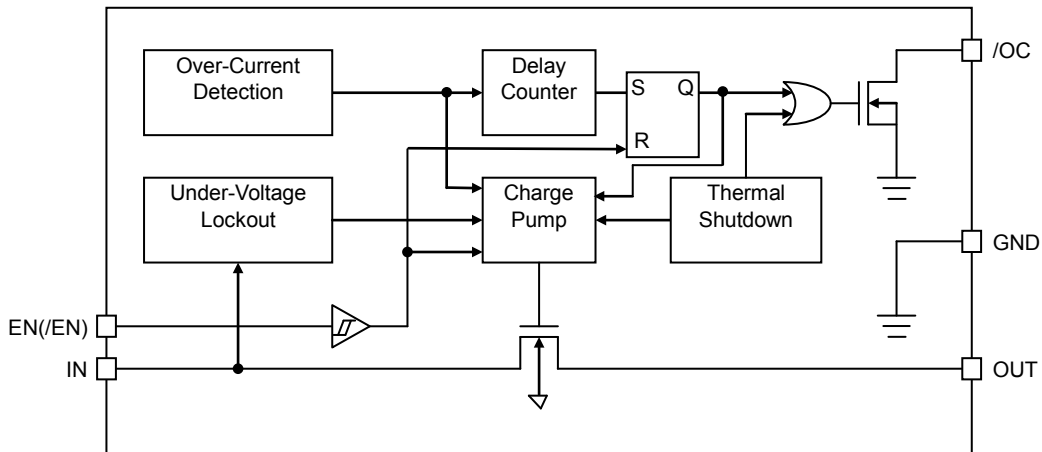 /OC
Over-Current
Detection
Delay
Counter
S
Q
R
Under-Voltage
Lockout
Charge
Pump
Thermal
Shutdown
GND
EN(/EN)
IN
OUT